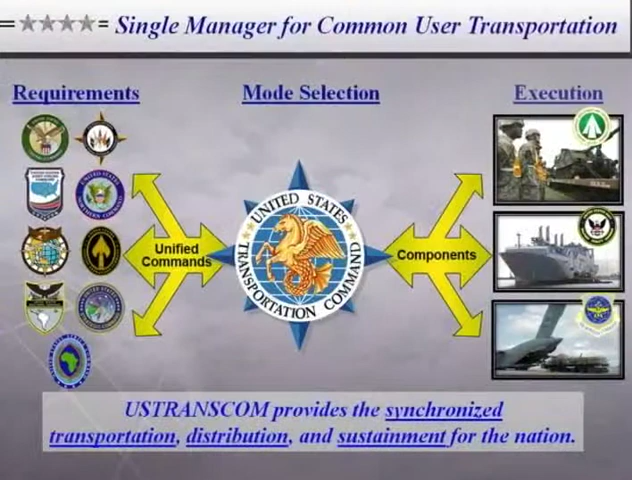 Single Manager for Common User Transportation
Requirements
Mode Selection
Execution
Unified
Commands
UNITED STATES
TRANSPORTATION COMMAND
Components
USTRANSCOM provides the synchronized
transportation, distribution, and sustainment for the nation.